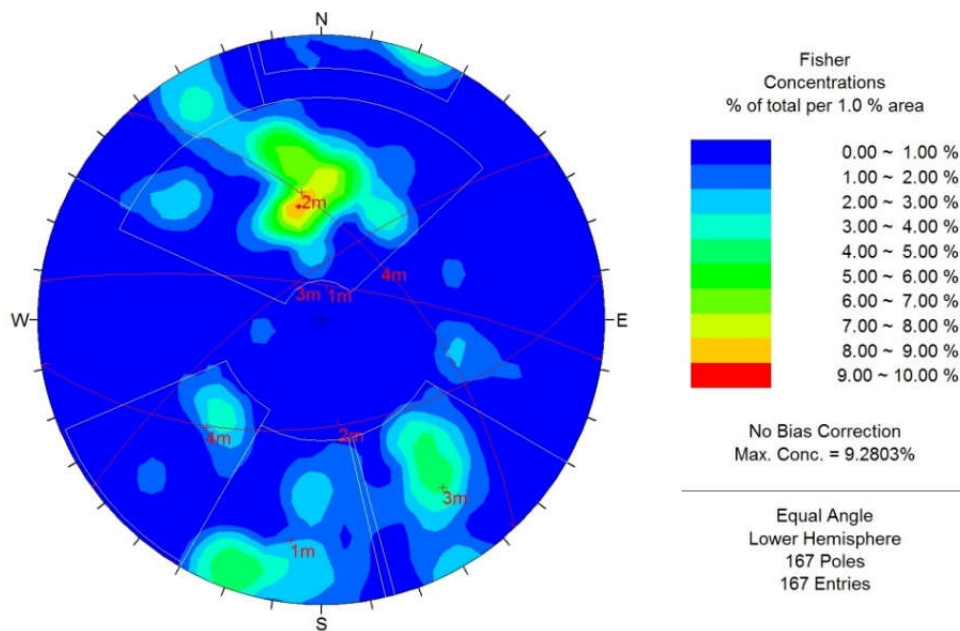 N
Fisher
Concentrations
% of total per 1.0 % area
0.00 ~ 1.00 %
1.00 ~ 2.00 %
2.00 ~ 3.00 %
3.00 ~ 4.00 %
4.00 ~ 5.00 %
5.00 ~ 6.00 %
6.00 ~ 7.00 %
7.00 ~ 8.00 %
8.00 ~ 9.00 %
9.00 ~ 10.00 %
No Bias Correction
Max. Conc. = 9.2803%
Equal Angle
Lower Hemisphere
167 Poles
167 Entries
2m
4m
3m 1m
W
E
4m
2m
3m
1m
S